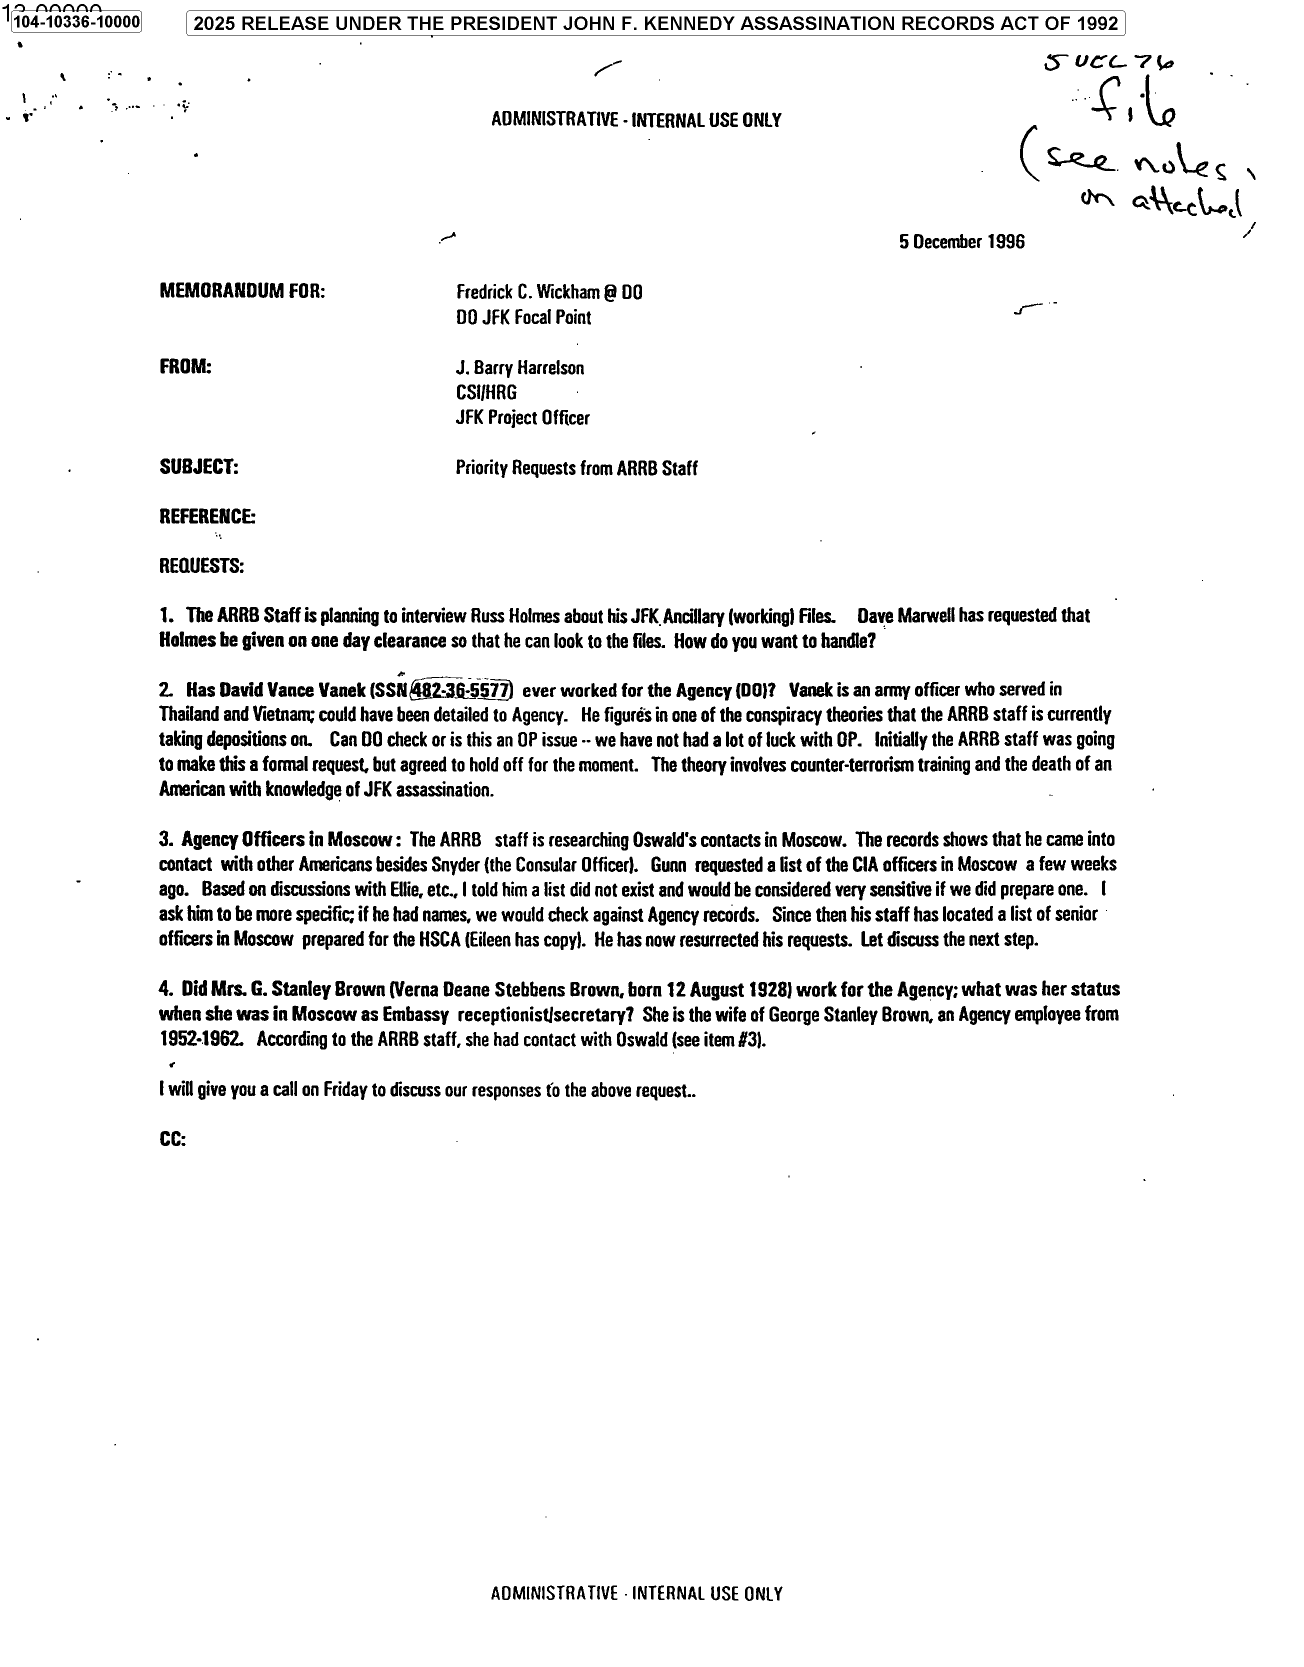 104-10336-10000
2025 RELEASE UNDER THE PRESIDENT JOHN F. KENNEDY ASSASSINATION RECORDS ACT OF 1992
file
(see notes
on attached)
ADMINISTRATIVE - INTERNAL USE ONLY
5 December 1996
MEMORANDUM FOR: Fredrick C. Wickham @ DO
DO JFK Focal Point
FROM: J. Barry Harrelson
CSI/HRG
JFK Project Officer
SUBJECT: Priority Requests from ARRB Staff
REFERENCE:
REQUESTS:
1. The ARRB Staff is planning to interview Russ Holmes about his JFK Ancillary (working) Files. Dave Marwell has requested that
Holmes be given on one day clearance so that he can look to the files. How do you want to handle?
2. Has David Vance Vanek (SSN [redacted]) ever worked for the Agency (DO)? Vanek is an army officer who served in
Thailand and Vietnam; could have been detailed to Agency. He figures in one of the conspiracy theories that the ARRB staff is currently
taking depositions on. Can DO check or is this an OP issue -- we have not had a lot of luck with OP. Initially the ARRB staff was going
to make this a formal request, but agreed to hold off for the moment. The theory involves counter-terrorism training and the death of an
American with knowledge of JFK assassination.
3. Agency Officers in Moscow : The ARRB staff is researching Oswald's contacts in Moscow. The records shows that he came into
contact with other Americans besides Snyder (the Consular Officer). Gunn requested a list of the CIA officers in Moscow a few weeks
ago. Based on discussions with Ellie, etc., I told him a list did not exist and would be considered very sensitive if we did prepare one. I
ask him to be more specific; if he had names, we would check against Agency records. Since then his staff has located a list of senior
officers in Moscow prepared for the HSCA (Eileen has copy). He has now resurrected his requests. Let discuss the next step.
4. Did Mrs. G. Stanley Brown (Verna Deane Stebbens Brown, born 12 August 1928) work for the Agency; what was her status
when she was in Moscow as Embassy receptionist/secretary? She is the wife of George Stanley Brown, an Agency employee from
1952-1962. According to the ARRB staff, she had contact with Oswald (see item #3).
I will give you a call on Friday to discuss our responses to the above request..
CC:
ADMINISTRATIVE - INTERNAL USE ONLY